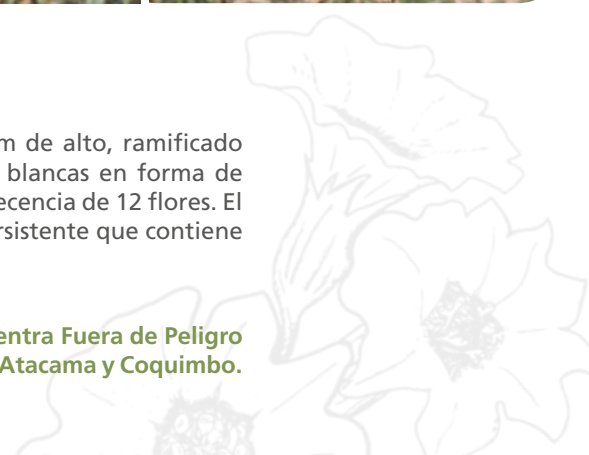 m de alto, ramificado
blancas en forma de
ecencia de 12 flores. El
rsistente que contiene
entra Fuera de Peligro
Atacama y Coquimbo.